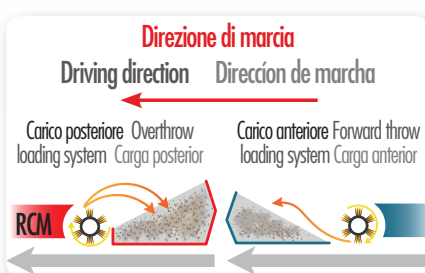 Direzione di marcia
Driving direction Direccíon de marcha
Carico posteriore Overthrow
loading system Carga posterior
Carico anteriore Forward throw
loading system Carga anterior
RCM